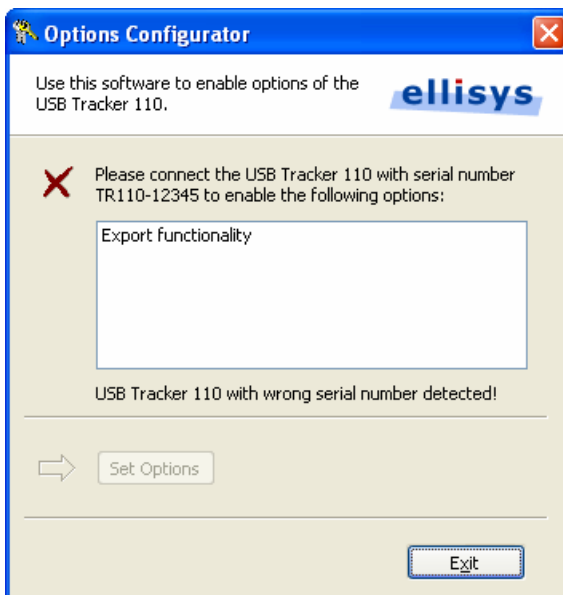 Options Configurator
Use this software to enable options of the
USB Tracker 110.
ellisys
Please connect the USB Tracker 110 with serial number
TR110-12345 to enable the following options:
Export functionality
USB Tracker 110 with wrong serial number detected!
Set Options
Exit